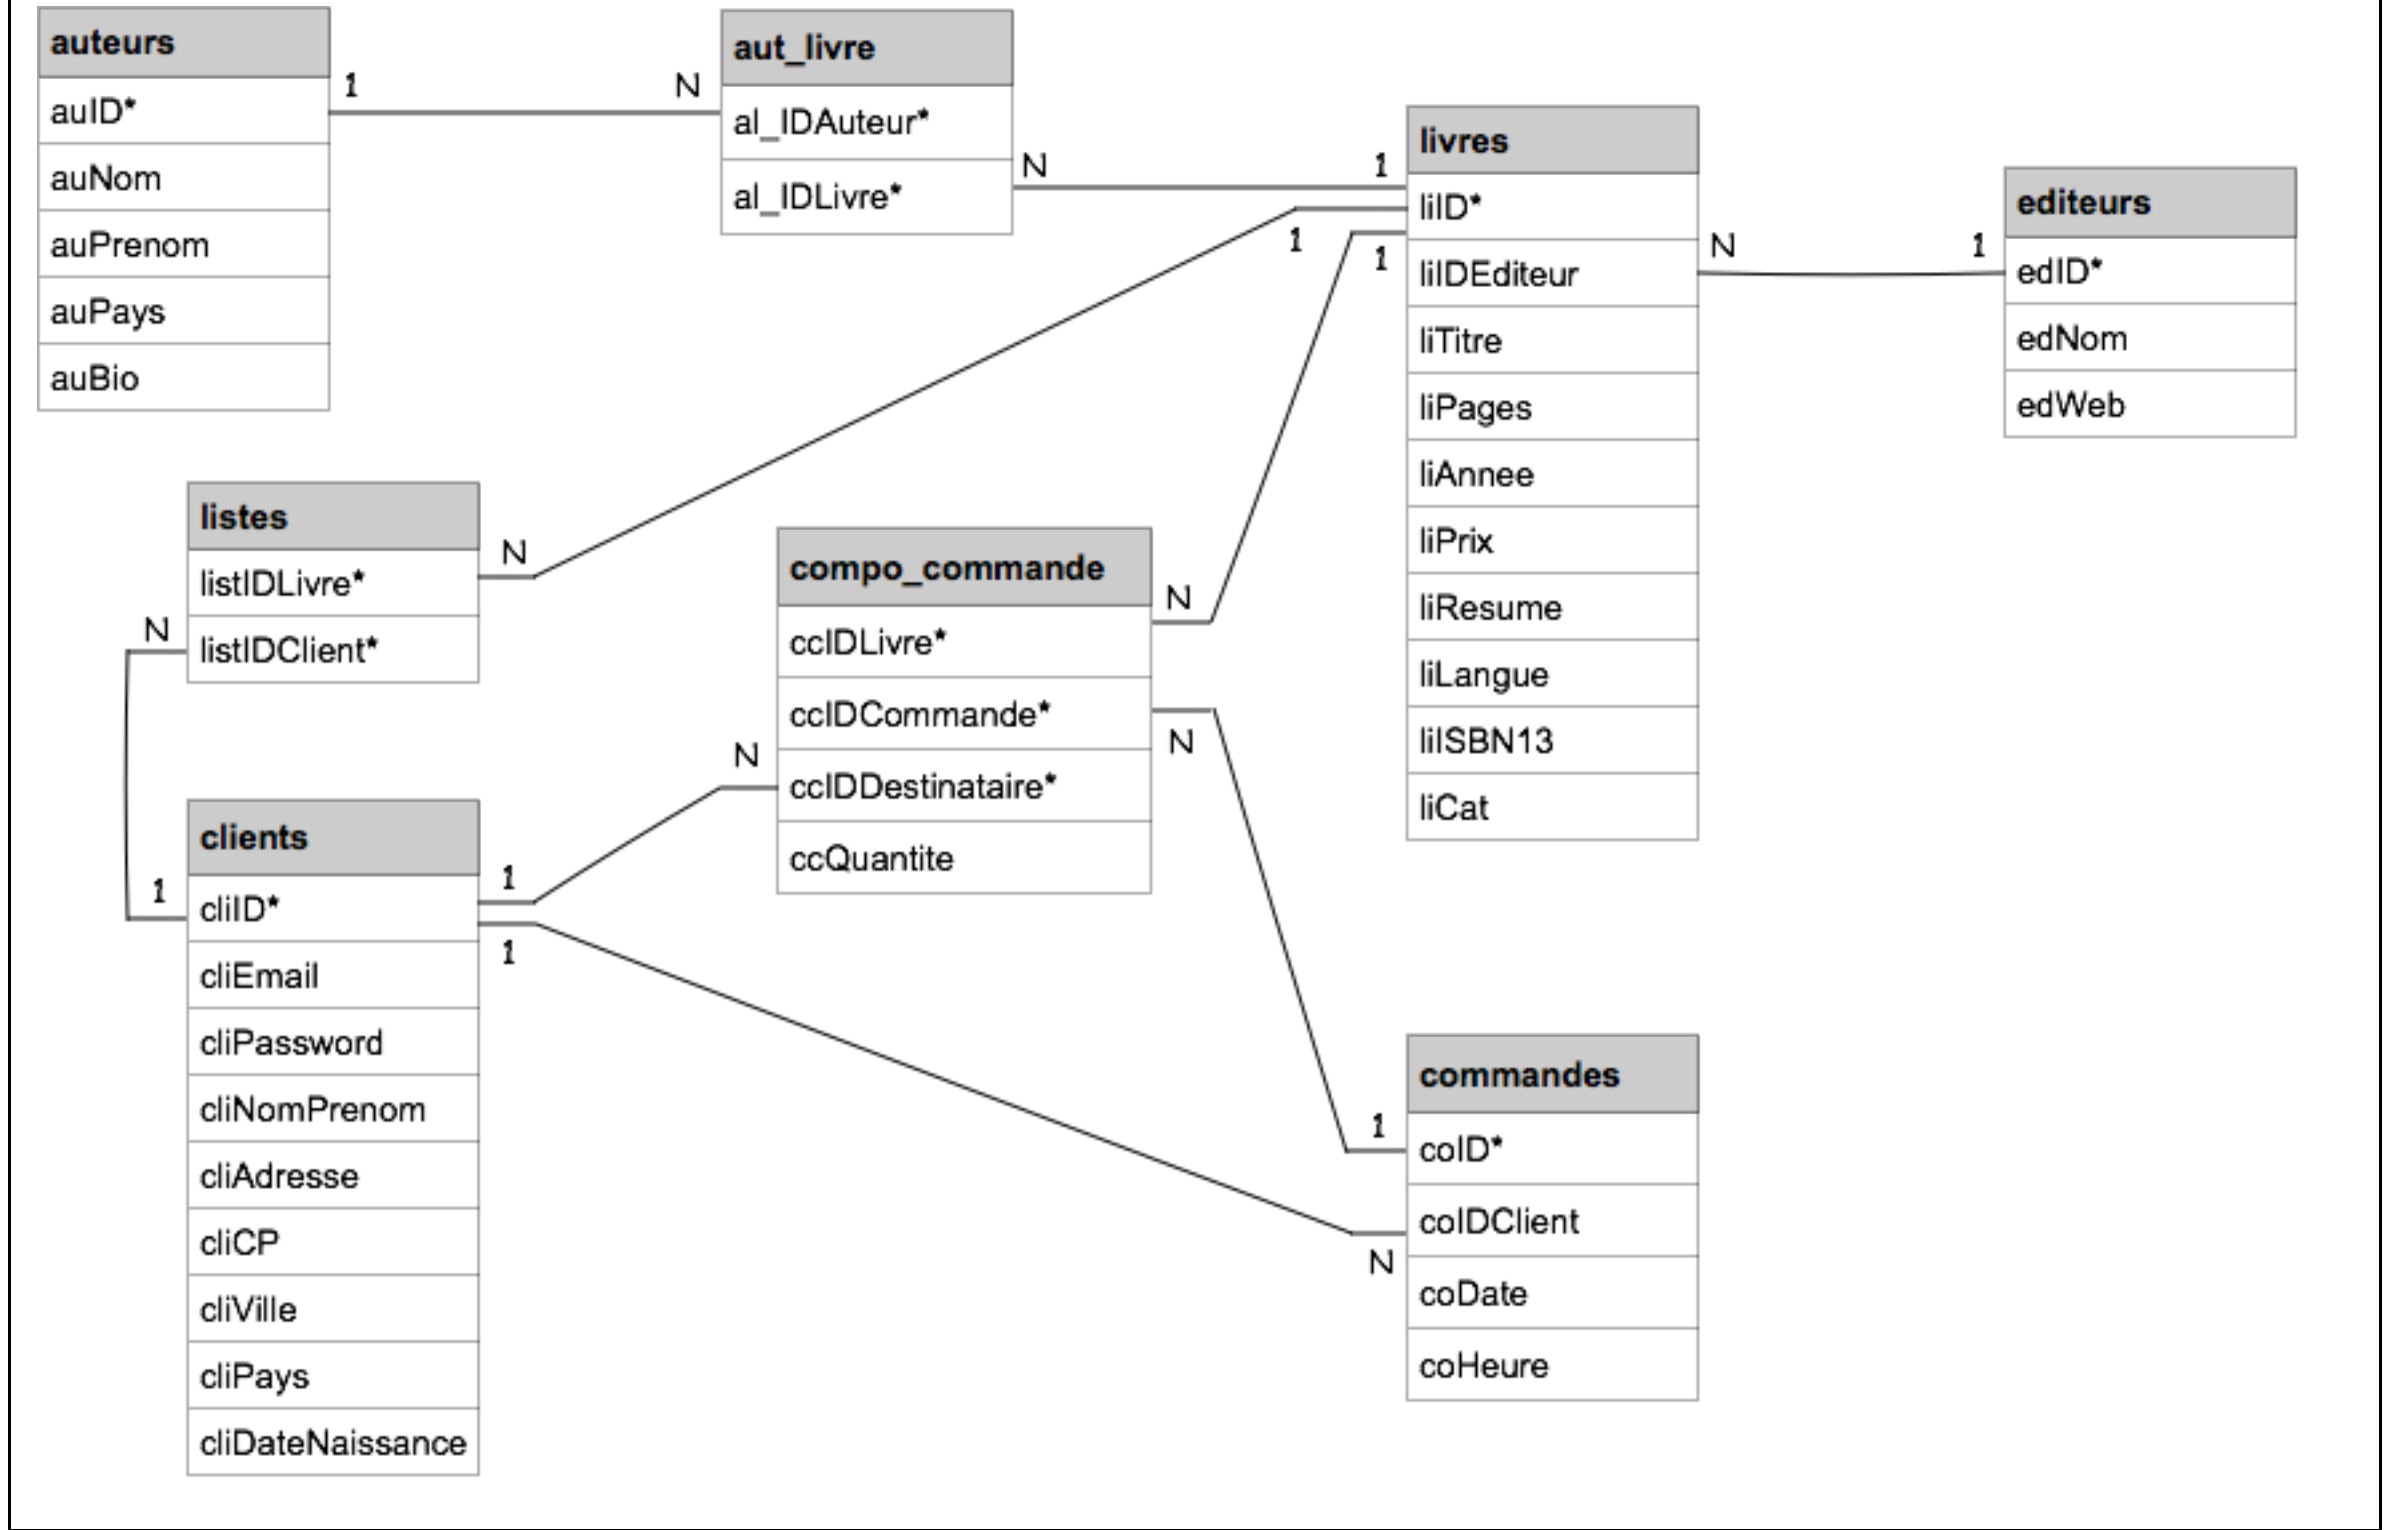 auteurs
auID*
auNom
auPrenom
auPays
auBio
1
N
aut_livre
al_IDAuteur*
al_IDLivre*
N
1
livres
liID*
liIDEditeur
liTitre
liPages
liAnnee
liPrix
liResume
liLangue
liISBN13
liCat
1
1
N
1
editeurs
edID*
edNom
edWeb
listes
listIDLivre*
listIDClient*
N
N
compo_commande
ccIDLivre*
ccIDCommande*
ccIDDestinataire*
ccQuantite
N
N
N
clients
cliID*
cliEmail
cliPassword
cliNomPrenom
cliAdresse
cliCP
cliVille
cliPays
cliDateNaissance
1
1
1
commandes
coID*
coIDClient
coDate
coHeure
1
N